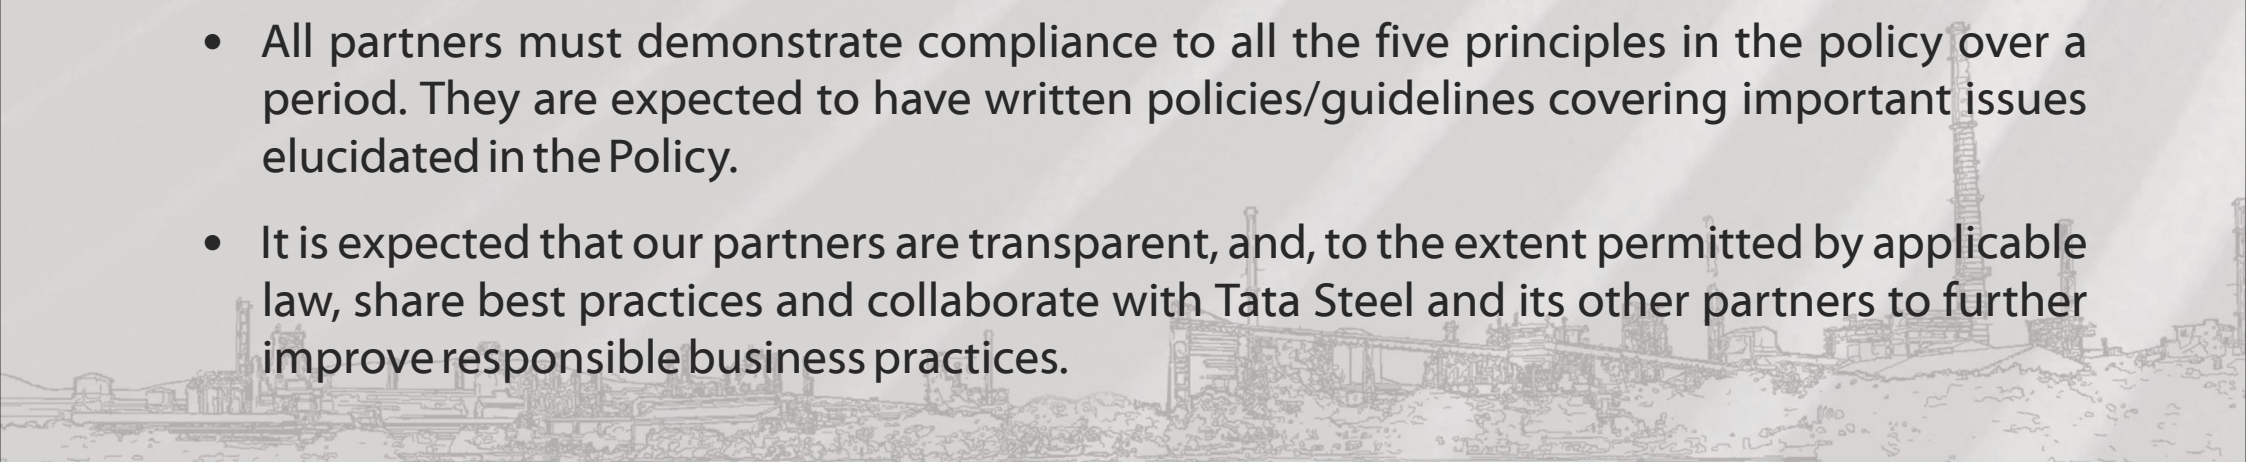 • All partners must demonstrate compliance to all the five principles in the policy over a
period. They are expected to have written policies/guidelines covering important issues
elucidated in the Policy.
• It is expected that our partners are transparent, and, to the extent permitted by applicable
law, share best practices and collaborate with Tata Steel and its other partners to further
improve responsible business practices.